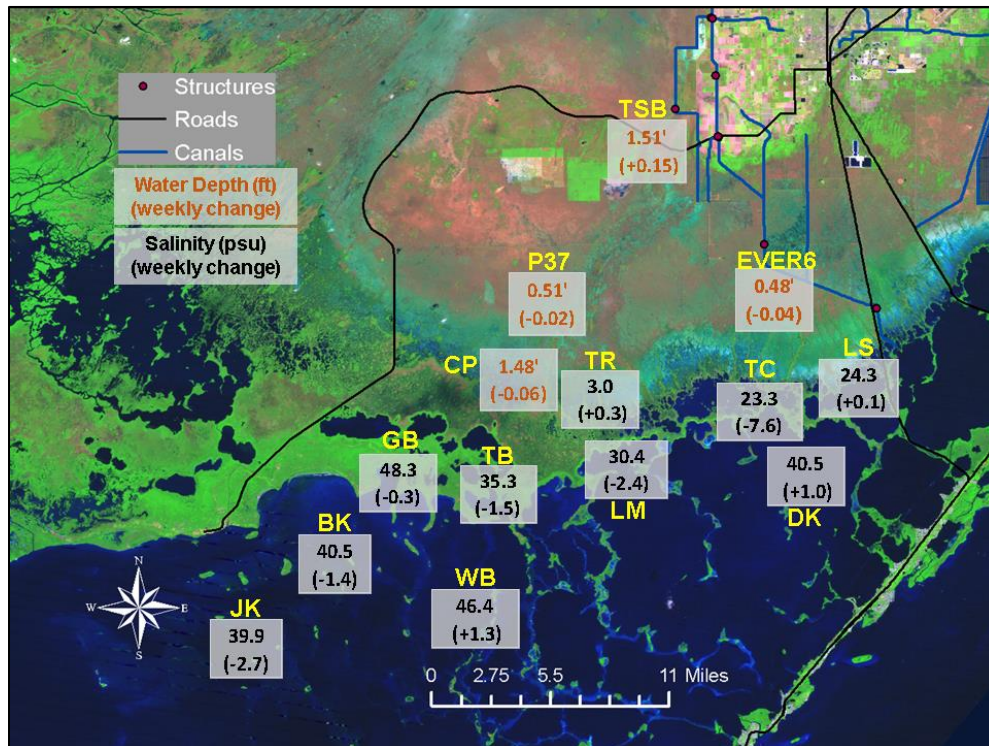 Structures
Roads
Canals
Water Depth (ft)
(weekly change)
Salinity (psu)
(weekly change)
TSB
1.51'
(+0.15)
P37
0.51'
(-0.02)
EVER6
0.48'
(-0.04)
CP
1.48'
(-0.06)
TR
3.0
(+0.3)
TC
23.3
(-7.6)
LS
24.3
(+0.1)
GB
48.3
(-0.3)
TB
35.3
(-1.5)
30.4
(-2.4)
LM
40.5
(+1.0)
DK
BK
40.5
(-1.4)
WB
46.4
(+1.3)
JK
39.9
(-2.7)
N
W E
S
0 2.75 5.5 11 Miles